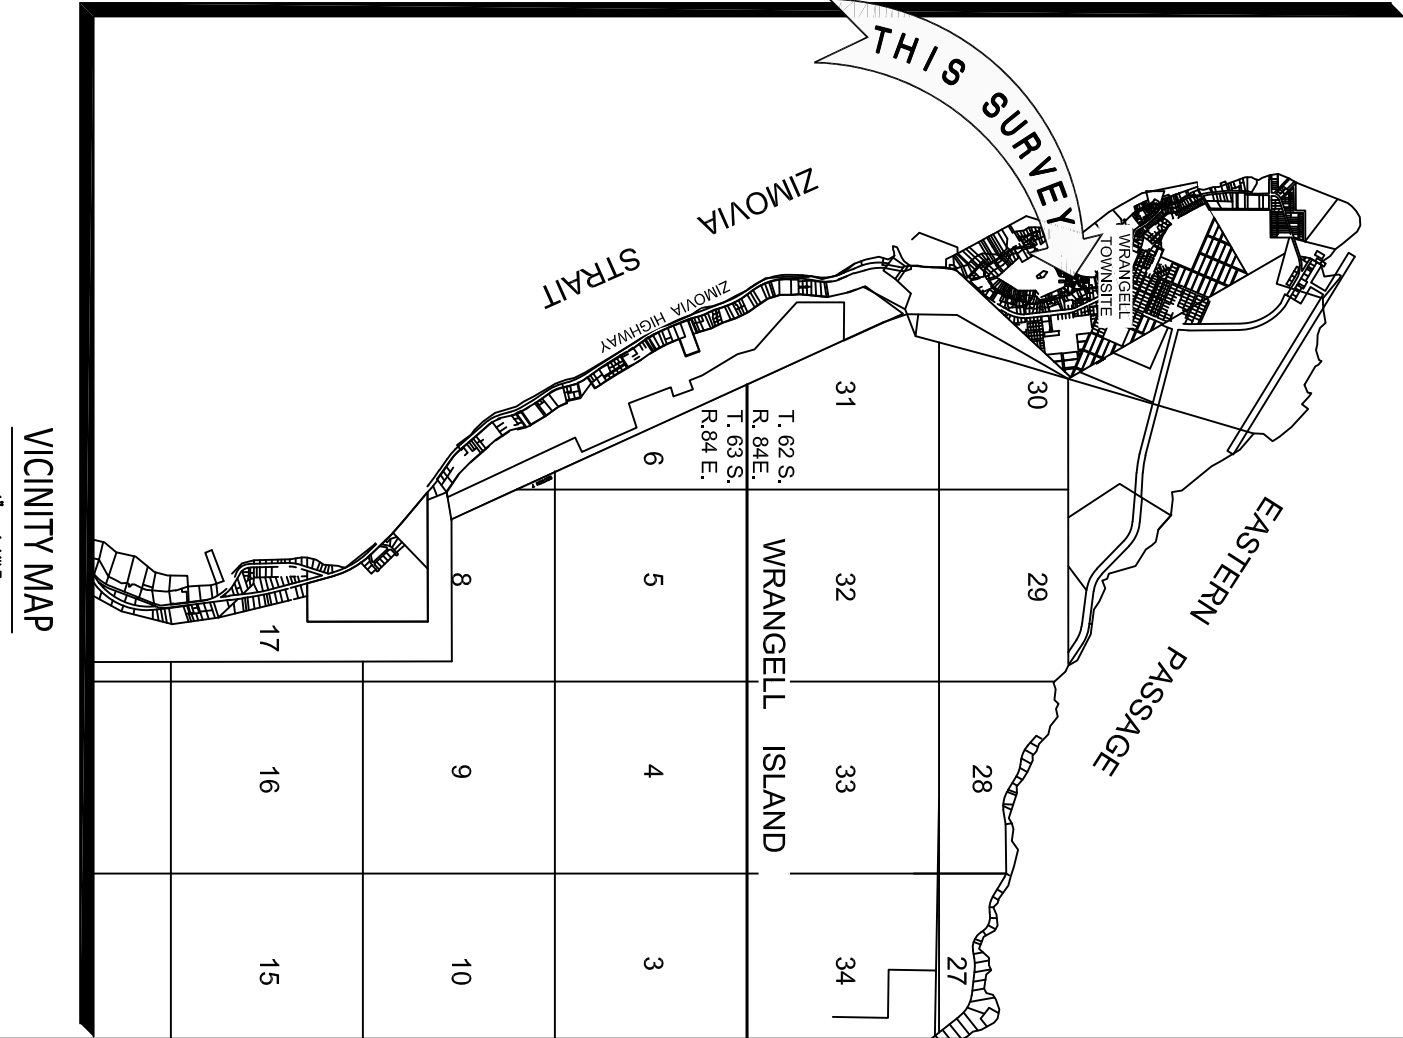 THIS SURVEY
WRANGELL
TOWNSITE
ZIMOVIA
STRAIT
ZIMOVIA HIGHWAY
EASTERN PASSAGE
30
29
28
27
31
32
33
34
T. 62 S.
R. 84E.
T. 63 S.
R.84 E.
WRANGELL ISLAND
6
5
4
3
8
9
10
17
16
15
VICINITY MAP